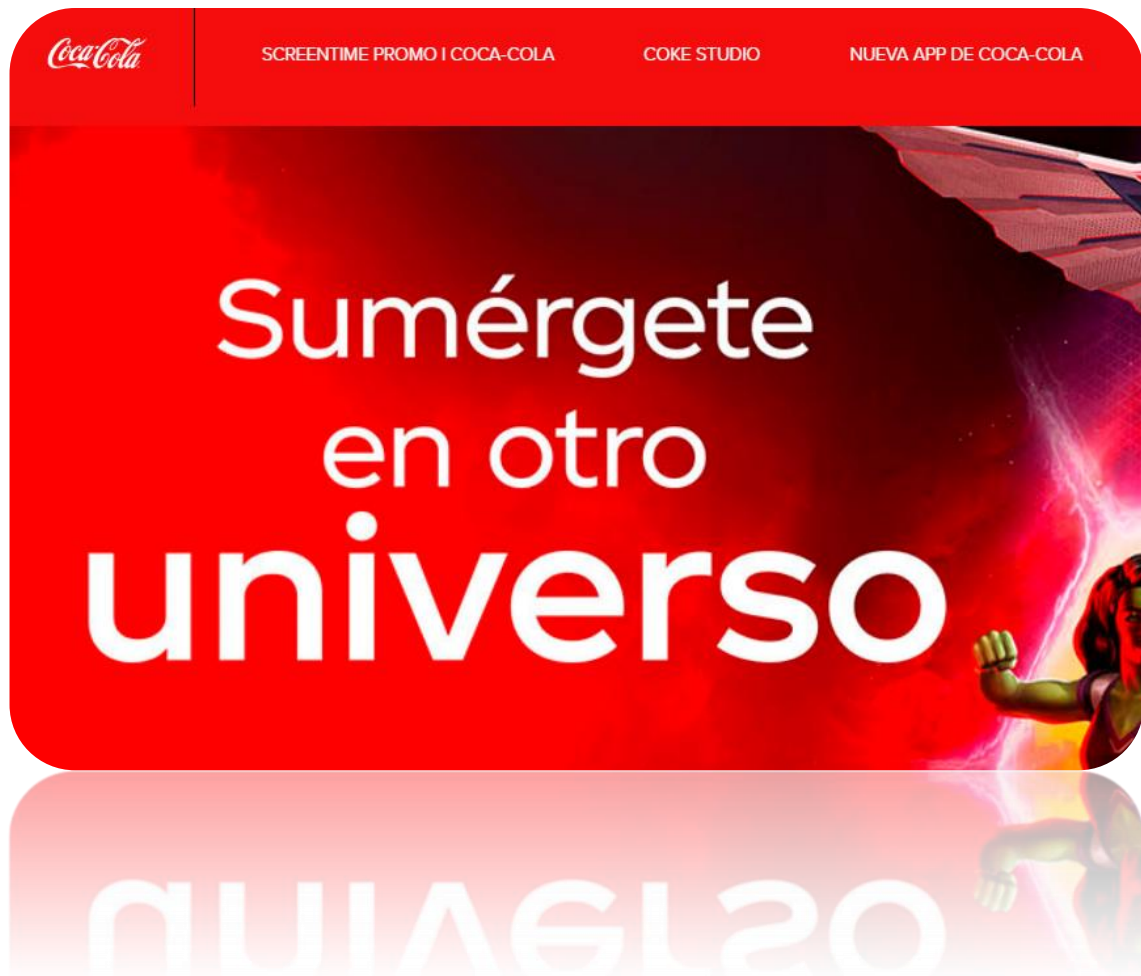 Coca-Cola
SCREENTIME PROMO I COCA-COLA
COKE STUDIO
NUEVA APP DE COCA-COLA
Sumérgete
en otro
universo